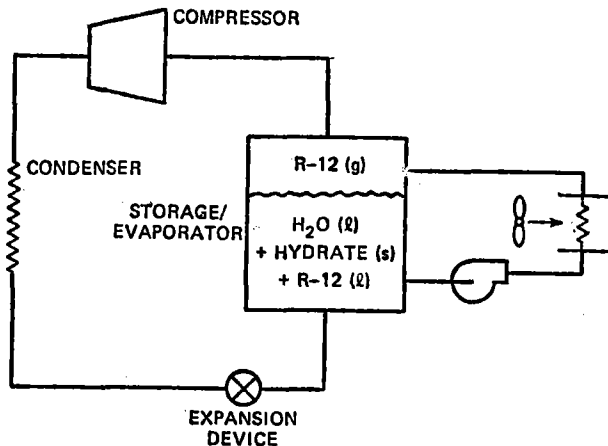 COMPRESSOR
CONDENSER
R-12 (g)
STORAGE/
EVAPORATOR
H₂O (ℓ)
+ HYDRATE (s)
+ R-12 (ℓ)
EXPANSION
DEVICE